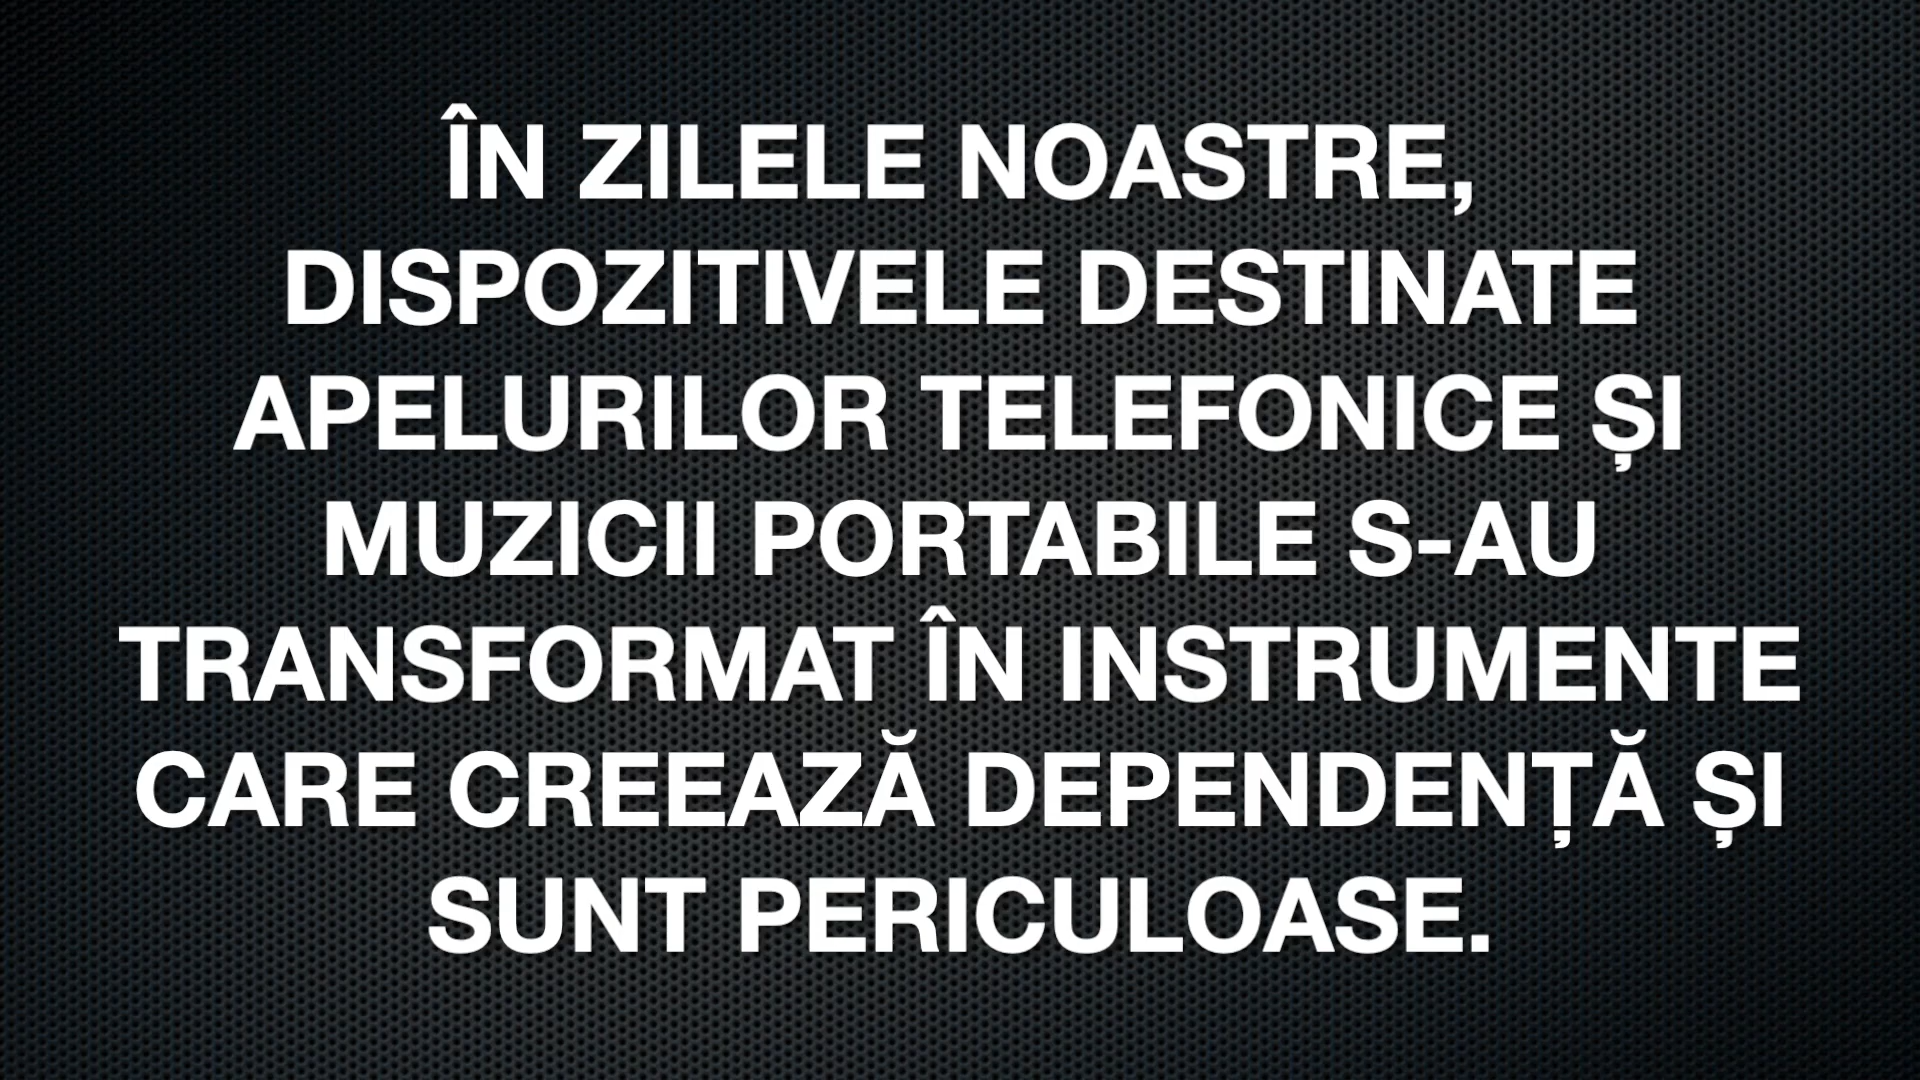 ÎN ZILELE NOASTRE,
DISPOZITIVELE DESTINATE
APELURILOR TELEFONICE ȘI
MUZICII PORTABILE S-AU
TRANSFORMAT ÎN INSTRUMENTE
CARE CREEAZĂ DEPENDENȚĂ ȘI
SUNT PERICULOASE.